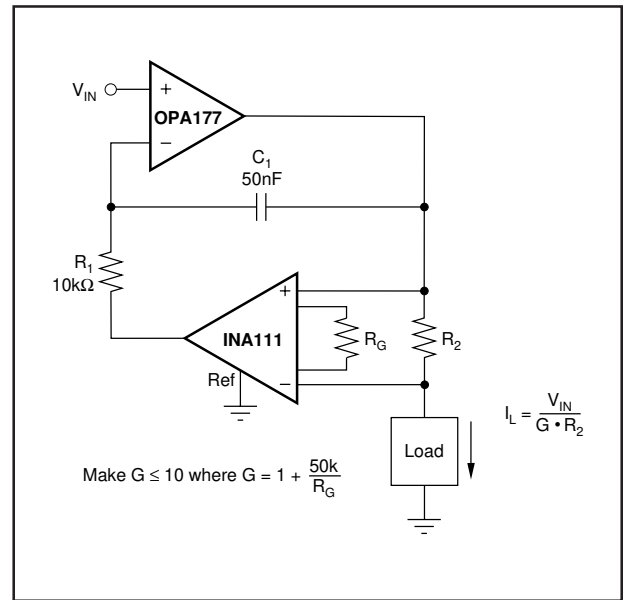 V_IN
+
OPA177
−
C_1
50nF
R_1
10kΩ
+
INA111
R_G
R_2
Ref
−
Load
I_L = V_IN / G • R_2
Make G ≤ 10 where G = 1 + 50k / R_G